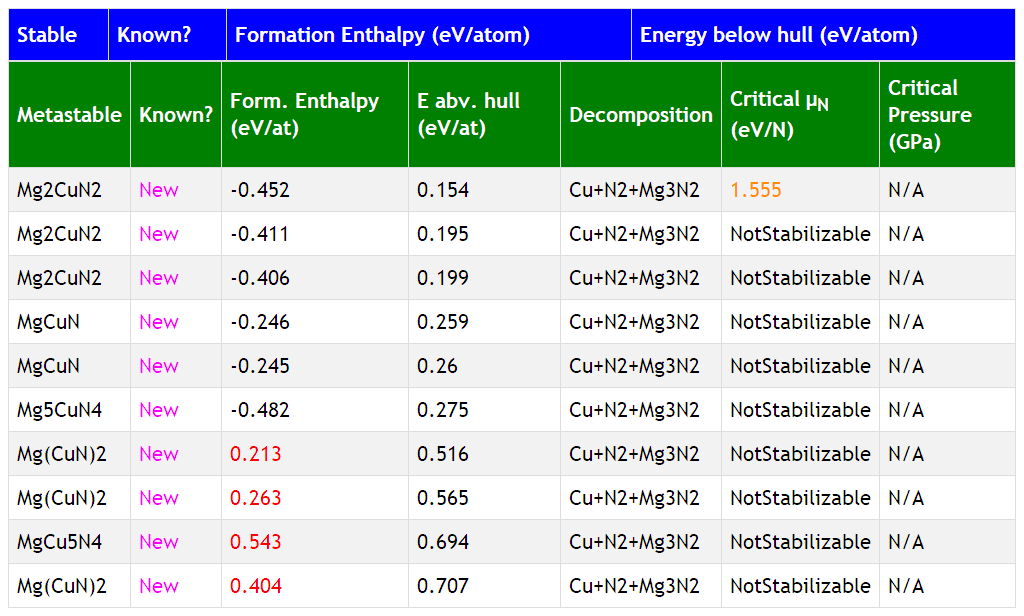 Stable Known? Formation Enthalpy (eV/atom) Energy below hull (eV/atom)
Metastable Known? Form. Enthalpy (eV/at) E abv. hull (eV/at) Decomposition Critical μN (eV/N) Critical Pressure (GPa)
Mg2CuN2 New -0.452 0.154 Cu+N2+Mg3N2 1.555 N/A
Mg2CuN2 New -0.411 0.195 Cu+N2+Mg3N2 NotStabilizable N/A
Mg2CuN2 New -0.406 0.199 Cu+N2+Mg3N2 NotStabilizable N/A
MgCuN New -0.246 0.259 Cu+N2+Mg3N2 NotStabilizable N/A
MgCuN New -0.245 0.26 Cu+N2+Mg3N2 NotStabilizable N/A
Mg5CuN4 New -0.482 0.275 Cu+N2+Mg3N2 NotStabilizable N/A
Mg(CuN)2 New 0.213 0.516 Cu+N2+Mg3N2 NotStabilizable N/A
Mg(CuN)2 New 0.263 0.565 Cu+N2+Mg3N2 NotStabilizable N/A
MgCu5N4 New 0.543 0.694 Cu+N2+Mg3N2 NotStabilizable N/A
Mg(CuN)2 New 0.404 0.707 Cu+N2+Mg3N2 NotStabilizable N/A